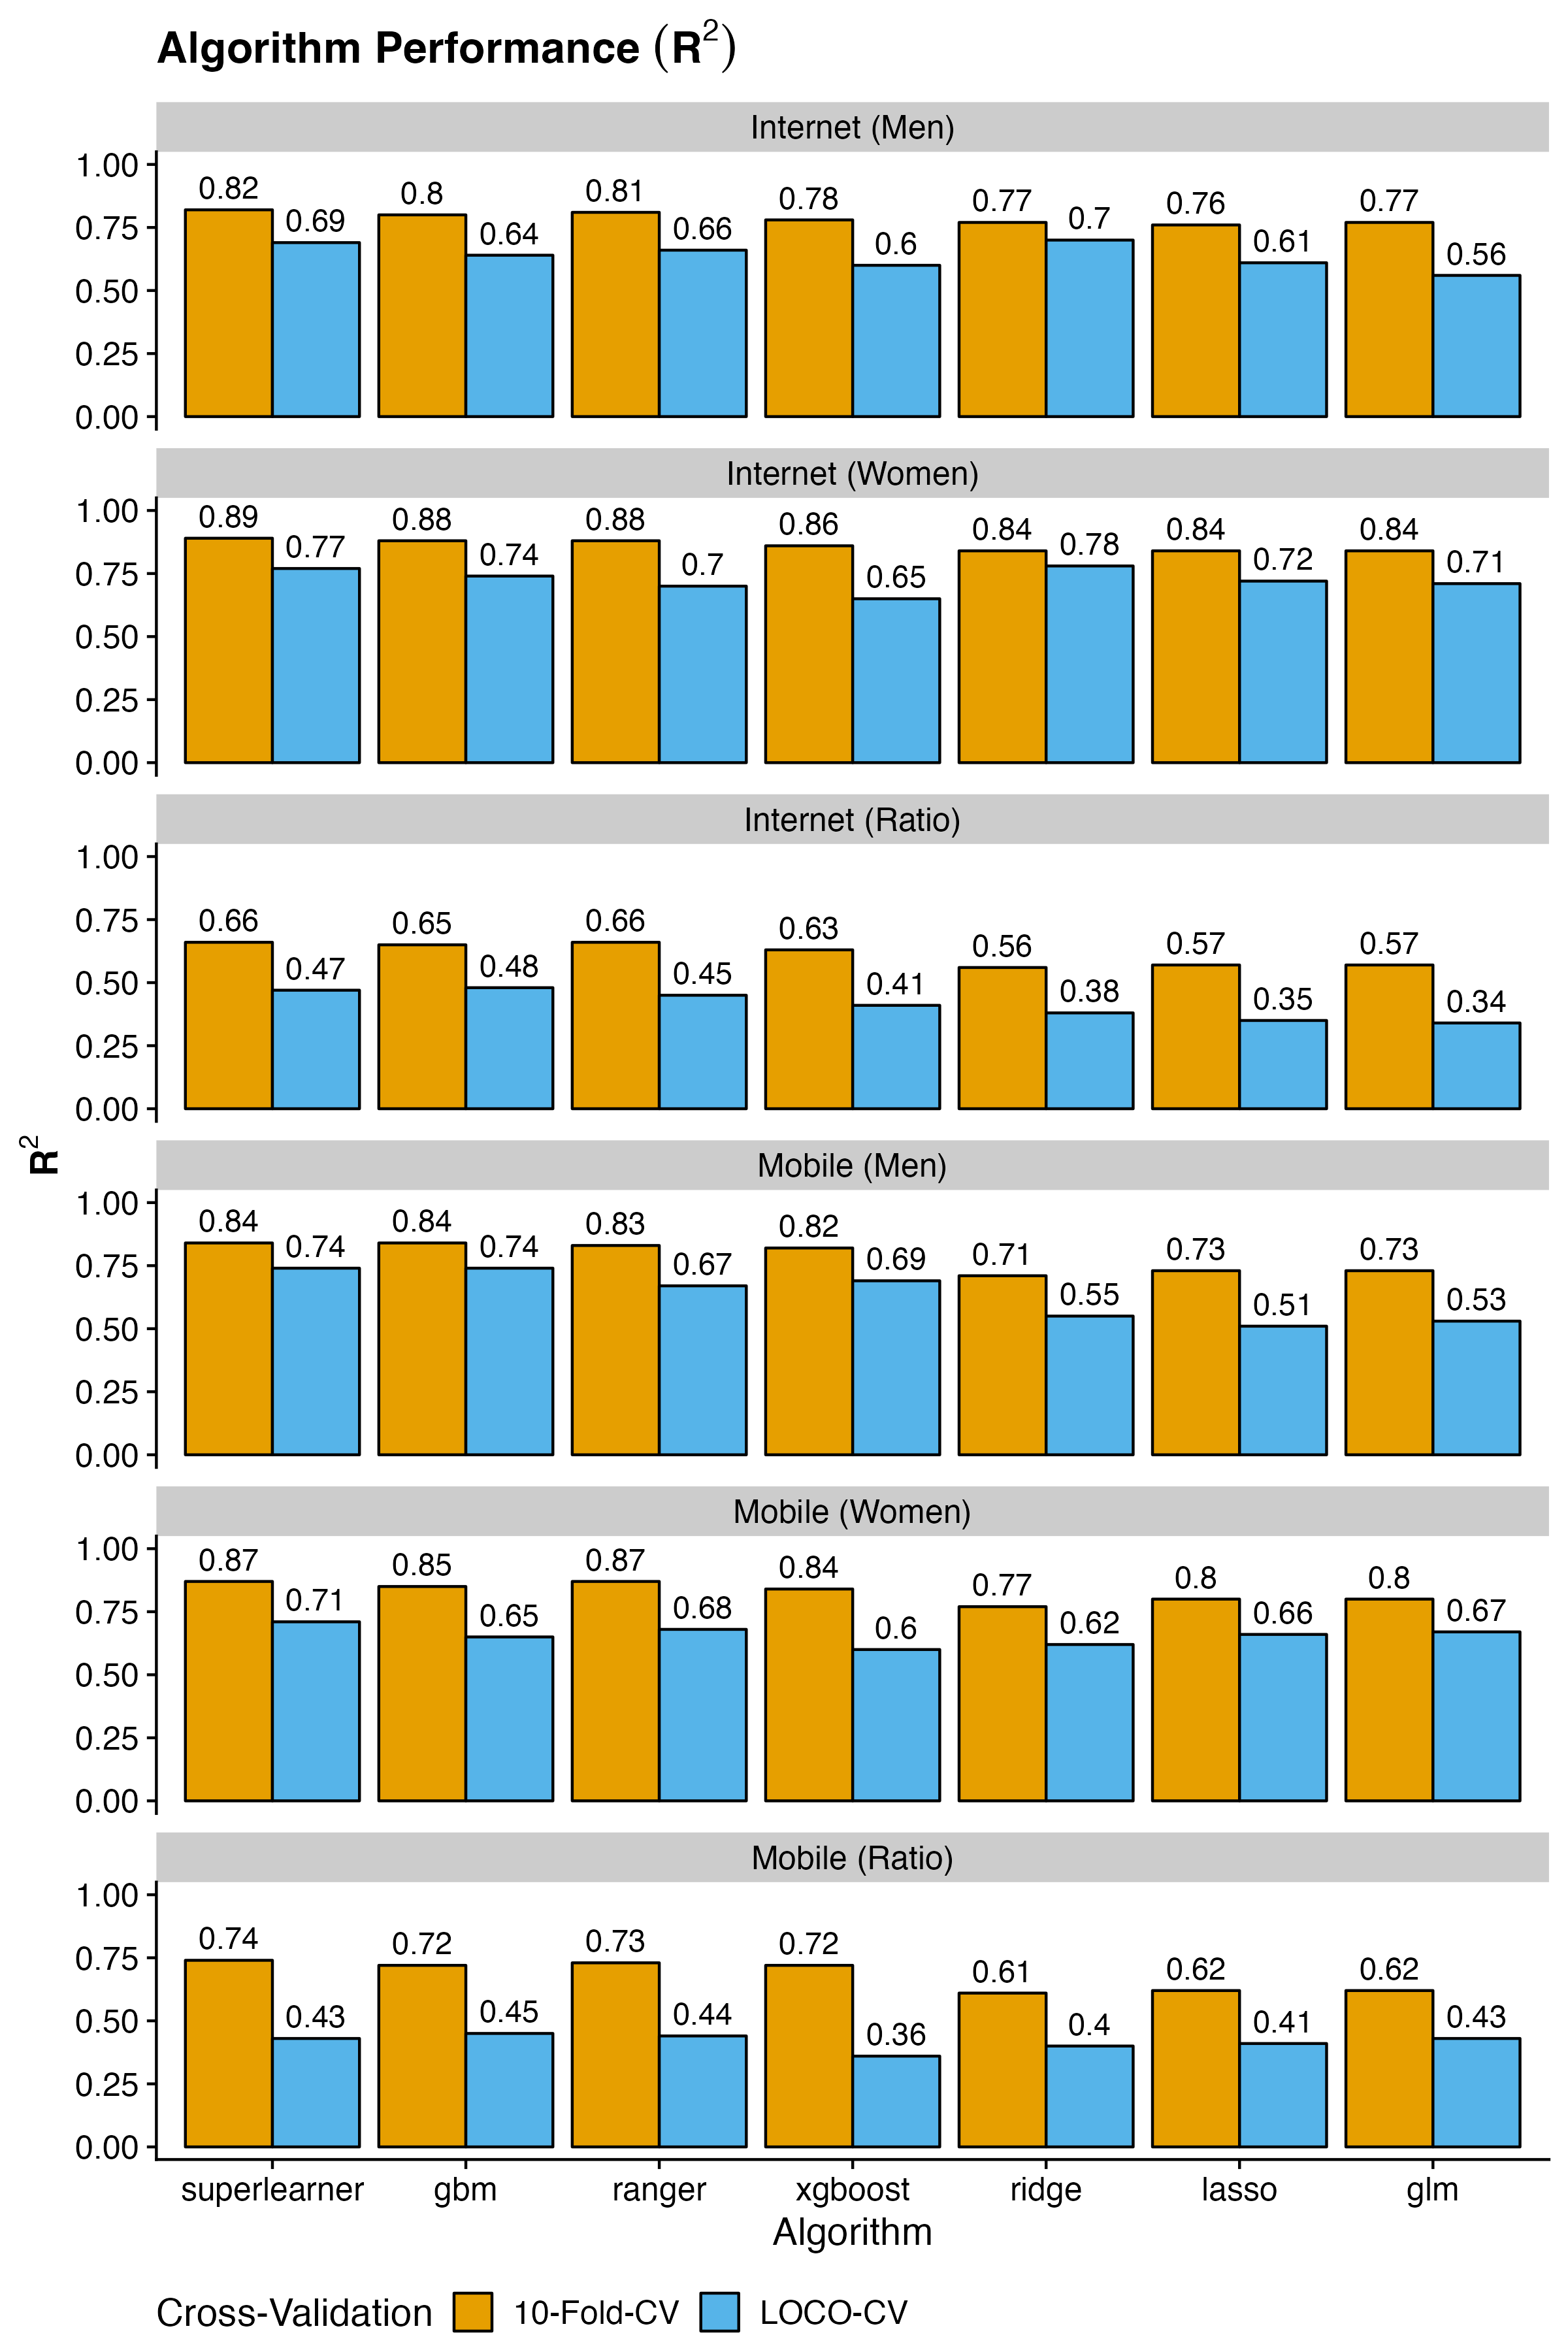 Algorithm Performance (R²)
Internet (Men)
1.00
0.75
0.50
0.25
0.00
0.82 0.69 0.8 0.64 0.81 0.66 0.78 0.6 0.77 0.7 0.76 0.61 0.77 0.56
Internet (Women)
1.00
0.75
0.50
0.25
0.00
0.89 0.77 0.88 0.74 0.88 0.7 0.86 0.65 0.84 0.78 0.84 0.72 0.84 0.71
Internet (Ratio)
1.00
0.75
0.50
0.25
0.00
0.66 0.47 0.65 0.48 0.66 0.45 0.63 0.41 0.56 0.38 0.57 0.35 0.57 0.34
R²
Mobile (Men)
1.00
0.75
0.50
0.25
0.00
0.84 0.74 0.84 0.74 0.83 0.67 0.82 0.69 0.71 0.55 0.73 0.51 0.73 0.53
Mobile (Women)
1.00
0.75
0.50
0.25
0.00
0.87 0.71 0.85 0.65 0.87 0.68 0.84 0.6 0.77 0.62 0.8 0.66 0.8 0.67
Mobile (Ratio)
1.00
0.75
0.50
0.25
0.00
0.74 0.43 0.72 0.45 0.73 0.44 0.72 0.36 0.61 0.4 0.62 0.41 0.62 0.43
superlearner gbm ranger xgboost ridge lasso glm
Algorithm
Cross-Validation 10-Fold-CV LOCO-CV